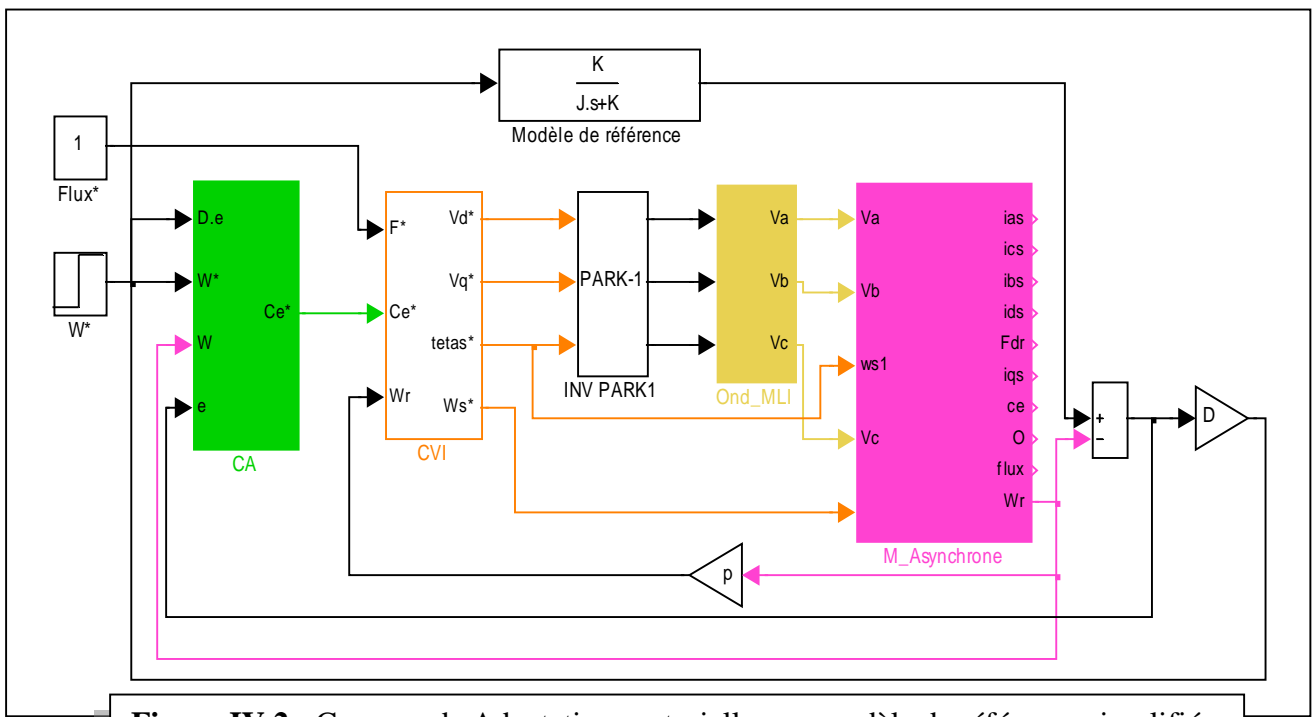 K
J.s+K
Modèle de référence
1
Flux*
W*
D.e
W*
W
e
Ce*
CA
F*
Ce*
Wr
Vd*
Vq*
tetas*
Ws*
CVI
PARK-1
INV PARK1
Va
Vb
Vc
Ond_MLI
Va
Vb
ws1
Vc
ias
ics
ibs
ids
Fdr
iqs
ce
O
flux
Wr
M_Asynchrone
+
−
D
p